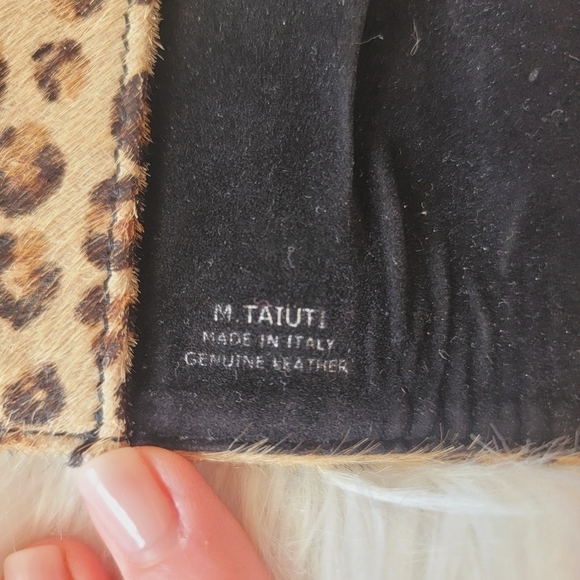 M. TAIUTI
MADE IN ITALY
GENUINE LEATHER